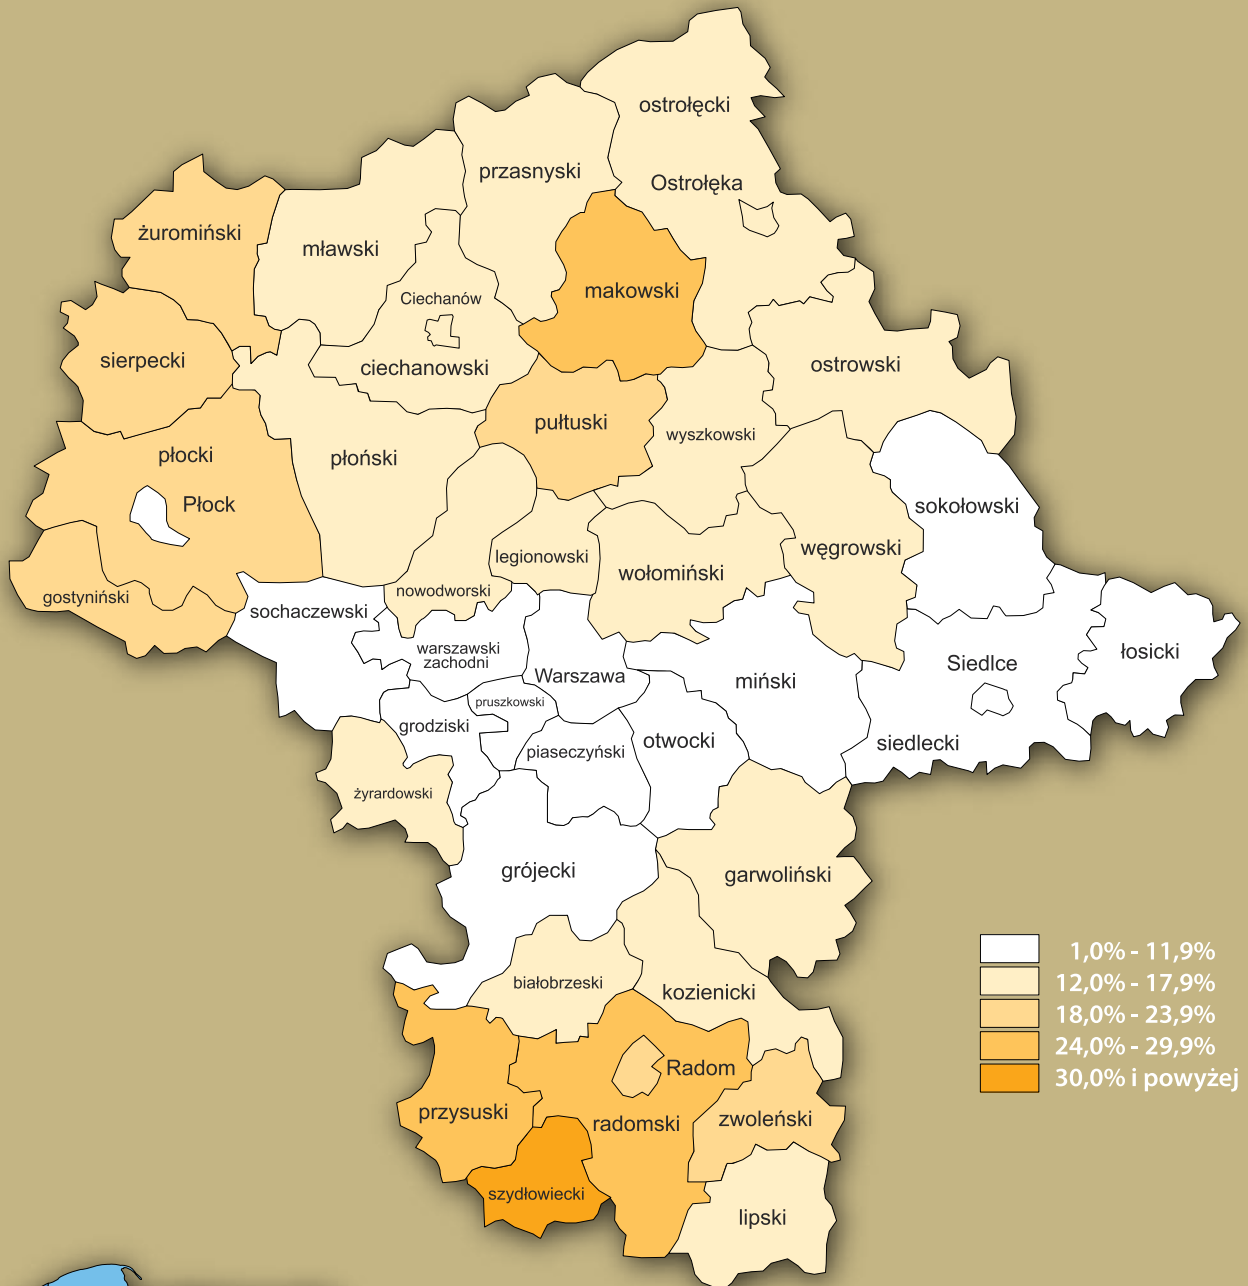 ostrołęcki
przasnyski
Ostrołęka
żuromiński
mławski
makowski
Ciechanów
sierpecki
ciechanowski
ostrowski
pułtuski
wyszkowski
płocki
płoński
Płock
sokołowski
węgrowski
legionowski
wołomiński
nowodworski
gostyniński
sochaczewski
warszawski
zachodni
łosicki
Siedlce
Warszawa
miński
pruszkowski
grodziski
otwocki
siedlecki
piaseczyński
żyrardowski
grójecki
garwoliński
białobrzeski
kozienicki
Radom
przysuski
radomski
zwoleński
szydłowiecki
lipski
1,0% - 11,9%
12,0% - 17,9%
18,0% - 23,9%
24,0% - 29,9%
30,0% i powyżej